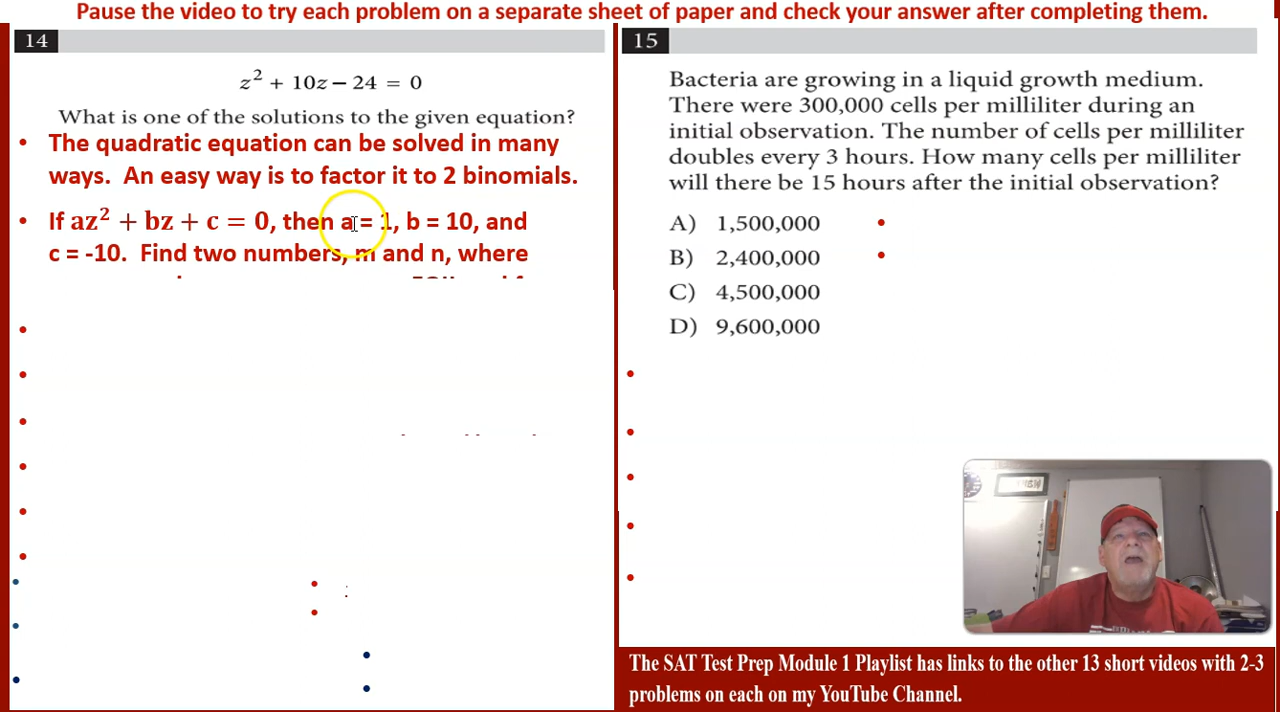 Pause the video to try each problem on a separate sheet of paper and check your answer after completing them.
14
z² + 10z − 24 = 0
What is one of the solutions to the given equation?
• The quadratic equation can be solved in many
ways. An easy way is to factor it to 2 binomials.
• If az² + bz + c = 0, then a = 1, b = 10, and
c = -10. Find two numbers, m and n, where
15
Bacteria are growing in a liquid growth medium.
There were 300,000 cells per milliliter during an
initial observation. The number of cells per milliliter
doubles every 3 hours. How many cells per milliliter
will there be 15 hours after the initial observation?
A) 1,500,000
B) 2,400,000
C) 4,500,000
D) 9,600,000
The SAT Test Prep Module 1 Playlist has links to the other 13 short videos with 2-3
problems on each on my YouTube Channel.